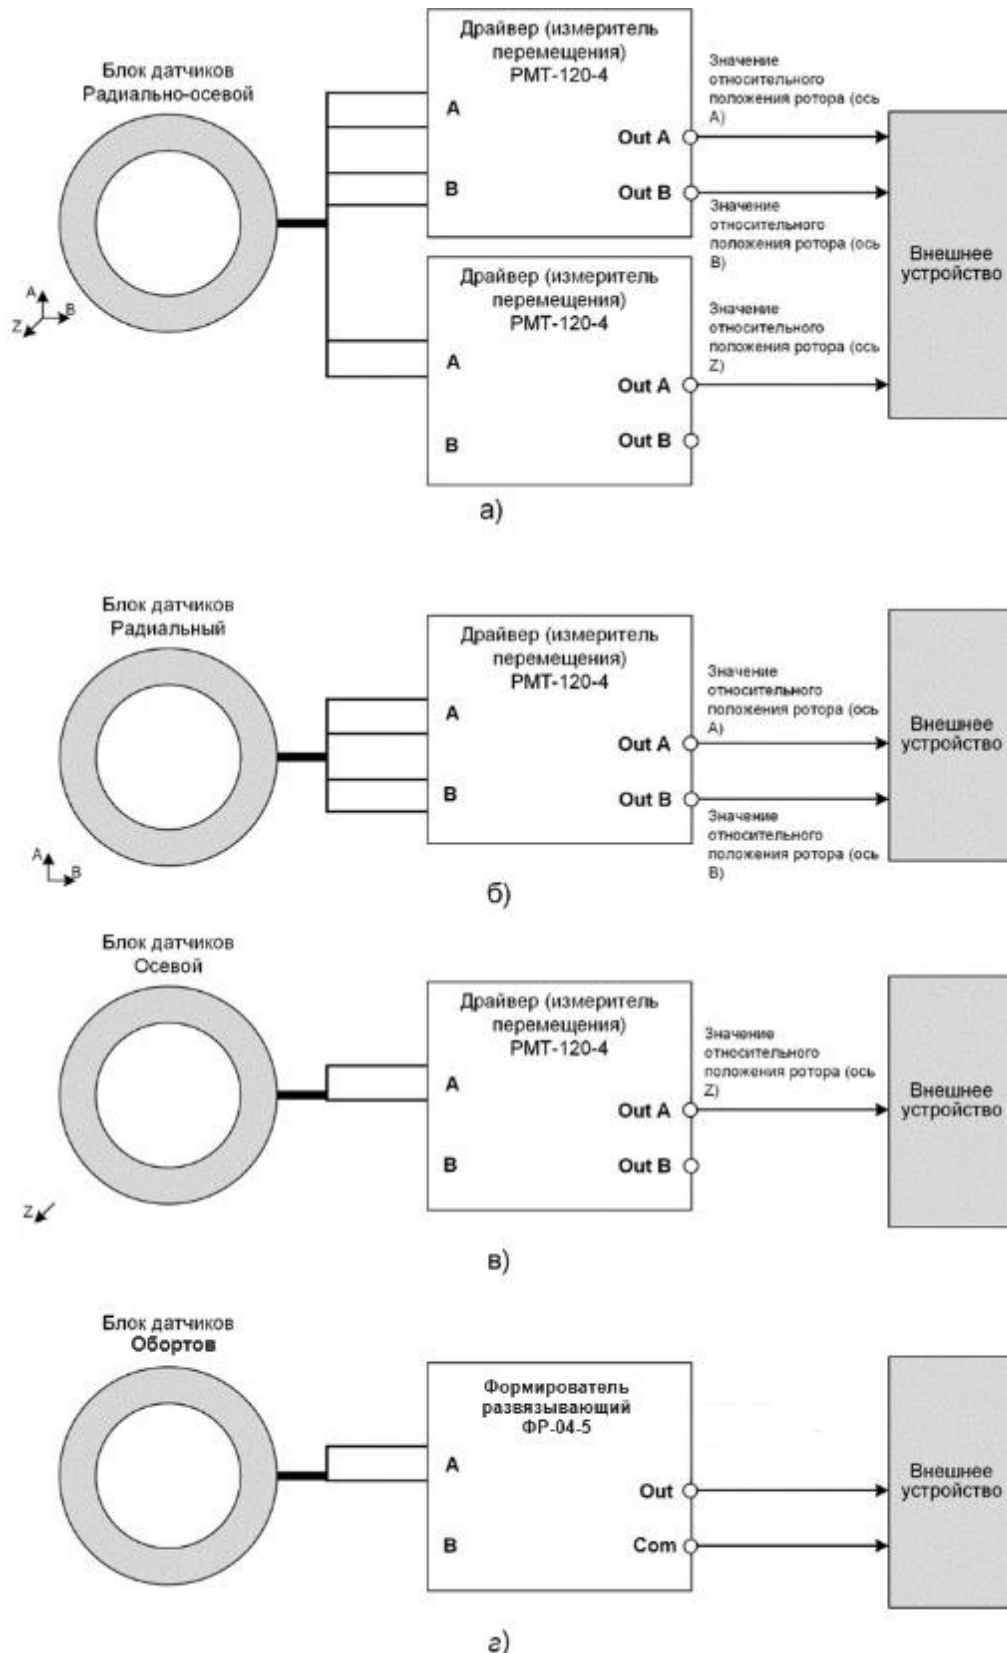 Блок датчиков
Радиально-осевой
A
B
Z
Драйвер (измеритель
перемещения)
РМТ-120-4
A
B
Out A
Out B
Значение
относительного
положения ротора (ось
A)
Значение
относительного
положения ротора (ось
B)
Внешнее
устройство
Драйвер (измеритель
перемещения)
РМТ-120-4
A
B
Out A
Out B
Значение
относительного
положения ротора (ось
Z)
а)
Блок датчиков
Радиальный
A
B
Драйвер (измеритель
перемещения)
РМТ-120-4
A
B
Out A
Out B
Значение
относительного
положения ротора (ось
A)
Значение
относительного
положения ротора (ось
B)
Внешнее
устройство
б)
Блок датчиков
Осевой
Z
Драйвер (измеритель
перемещения)
РМТ-120-4
A
B
Out A
Out B
Значение
относительного
положения ротора (ось
Z)
Внешнее
устройство
в)
Блок датчиков
Обортов
Формирователь
развязывающий
ФР-04-5
A
B
Out
Com
Внешнее
устройство
г)